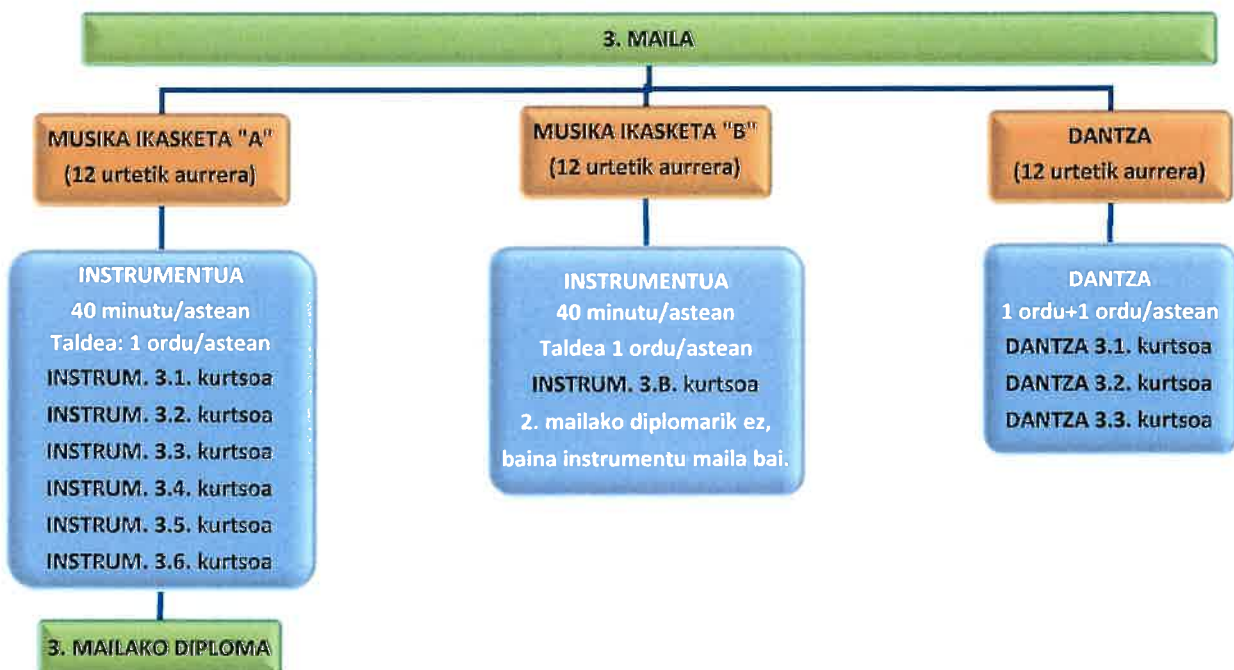 3. MAILA
MUSIKA IKASKETA "A"
(12 urtetik aurrera)
INSTRUMENTUA
40 minutu/astean
Taldea: 1 ordu/astean
INSTRUM. 3.1. kurtsoa
INSTRUM. 3.2. kurtsoa
INSTRUM. 3.3. kurtsoa
INSTRUM. 3.4. kurtsoa
INSTRUM. 3.5. kurtsoa
INSTRUM. 3.6. kurtsoa
3. MAILAKO DIPLOMA
MUSIKA IKASKETA "B"
(12 urtetik aurrera)
INSTRUMENTUA
40 minutu/astean
Taldea 1 ordu/astean
INSTRUM. 3.B. kurtsoa
2. mailako diplomarik ez,
baina instrumentu maila bai.
DANTZA
(12 urtetik aurrera)
DANTZA
1 ordu+1 ordu/astean
DANTZA 3.1. kurtsoa
DANTZA 3.2. kurtsoa
DANTZA 3.3. kurtsoa